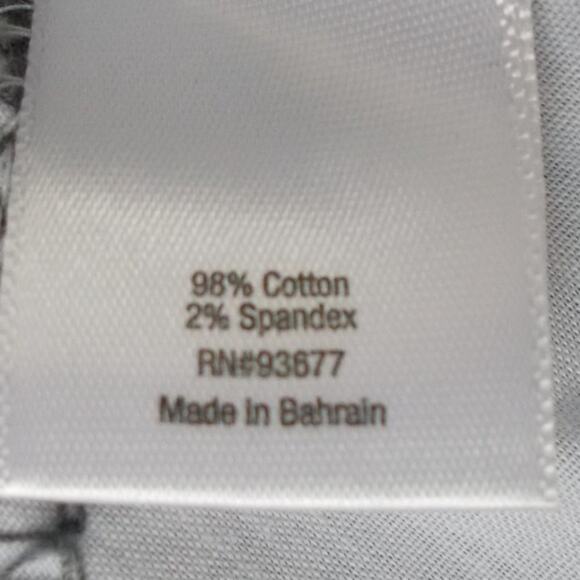 98% Cotton
2% Spandex
RN#93677
Made in Bahrain